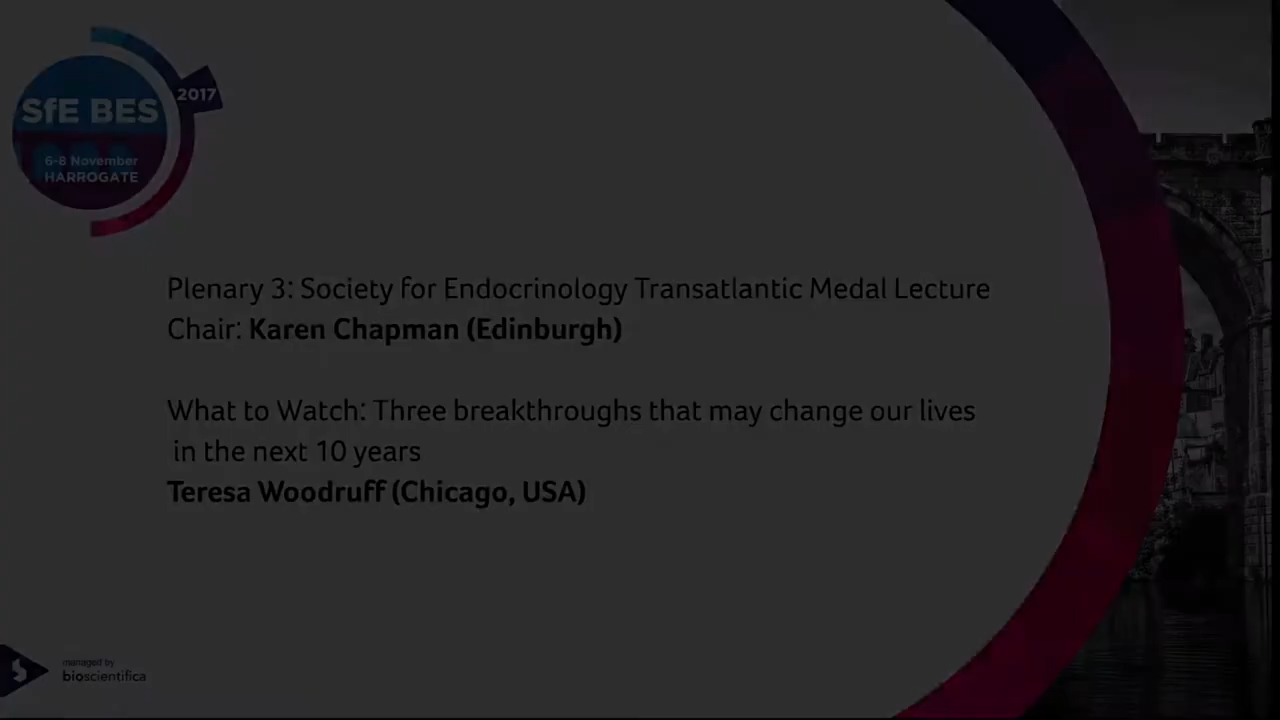 SfE BES
2017
6-8 November
HARROGATE
Plenary 3: Society for Endocrinology Transatlantic Medal Lecture
Chair: Karen Chapman (Edinburgh)
What to Watch: Three breakthroughs that may change our lives
in the next 10 years
Teresa Woodruff (Chicago, USA)
managed by
bioscientifica